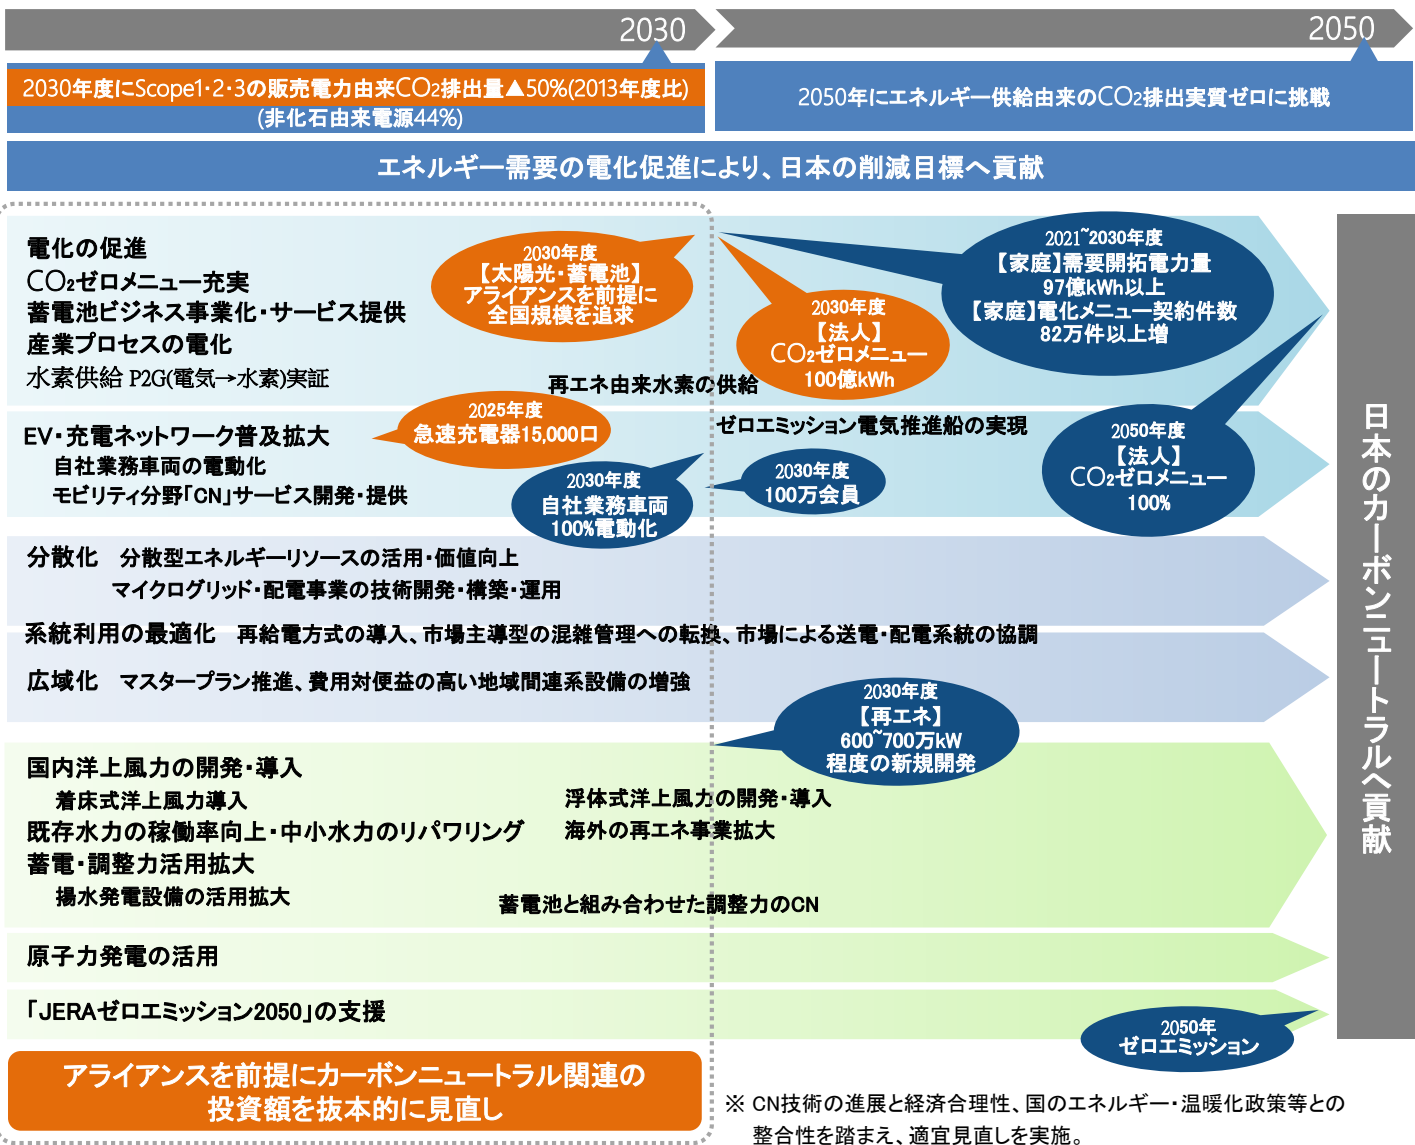 2030
2050
2030年度にScope1・2・3の販売電力由来CO₂排出量▲50%(2013年度比)
(非化石由来電源44%)
2050年にエネルギー供給由来のCO₂排出実質ゼロに挑戦
エネルギー需要の電化促進により、日本の削減目標へ貢献
電化の促進
CO₂ゼロメニュー充実
蓄電池ビジネス事業化・サービス提供
産業プロセスの電化
水素供給 P2G(電気→水素)実証
再エネ由来水素の供給
2030年度
【太陽光・蓄電池】
アライアンスを前提に
全国規模を追求
2030年度
【法人】
CO₂ゼロメニュー
100億kWh
2021~2030年度
【家庭】需要開拓電力量
97億kWh以上
【家庭】電化メニュー契約件数
82万件以上増
EV・充電ネットワーク普及拡大
自社業務車両の電動化
モビリティ分野「CN」サービス開発・提供
2025年度
急速充電器15,000口
2030年度
自社業務車両
100%電動化
ゼロエミッション電気推進船の実現
2030年度
100万会員
2050年度
【法人】
CO₂ゼロメニュー
100%
分散化 分散型エネルギーリソースの活用・価値向上
マイクログリッド・配電事業の技術開発・構築・運用
系統利用の最適化 再給電方式の導入、市場主導型の混雑管理への転換、市場による送電・配電系統の協調
広域化 マスタープラン推進、費用対便益の高い地域間連系設備の増強
2030年度
【再エネ】
600~700万kW
程度の新規開発
国内洋上風力の開発・導入
着床式洋上風力導入
浮体式洋上風力の開発・導入
既存水力の稼働率向上・中小水力のリパワリング
海外の再エネ事業拡大
蓄電・調整力活用拡大
揚水発電設備の活用拡大
蓄電池と組み合わせた調整力のCN
原子力発電の活用
「JERAゼロエミッション2050」の支援
2050年
ゼロエミッション
日本のカーボンニュートラルへ貢献
アライアンスを前提にカーボンニュートラル関連の
投資額を抜本的に見直し
※ CN技術の進展と経済合理性、国のエネルギー・温暖化政策等との
整合性を踏まえ、適宜見直しを実施。